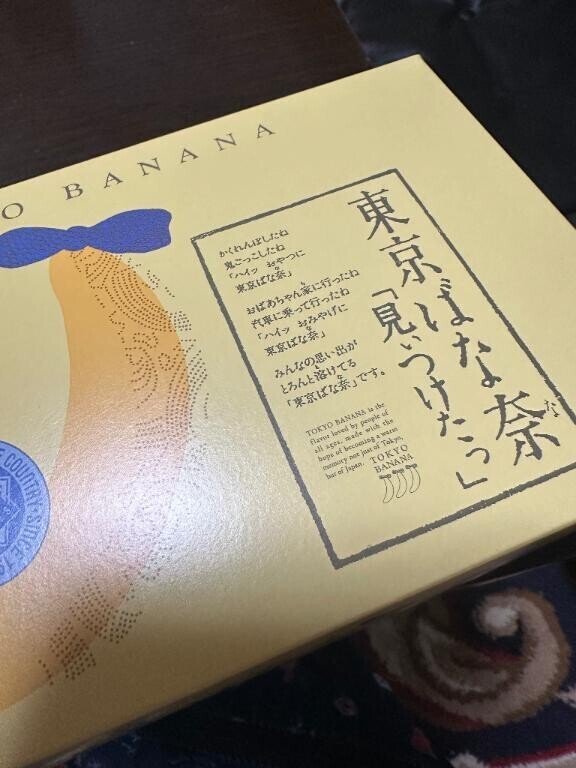 O BANANA
東京ばな奈
「見ぃつけたっ」
かくれんぼしたね
鬼ごっこしたね
「ハイッ おやつに
東京ばな奈」
おばあちゃん家に行ったね
汽車に乗って行ったね
「ハイッ おみやげに
東京ばな奈」
みんなの思い出が
とろんと溶けてる
「東京ばな奈」です。
TOKYO BANANA is the
flavor loved by people of
all ages, made with the
hope of becoming a warm
memory not just of Tokyo,
but of Japan.
TOKYO
BANANA
COUNTRY SINCE